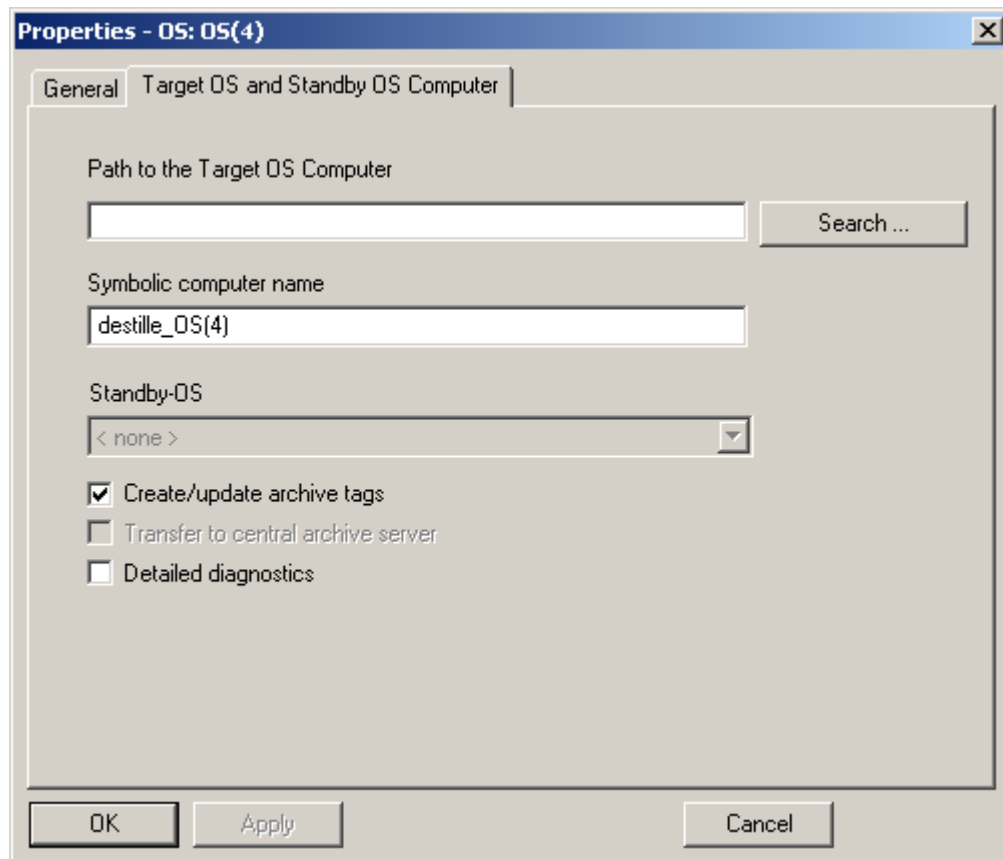 Properties - OS: OS(4)
General Target OS and Standby OS Computer
Path to the Target OS Computer
Search ...
Symbolic computer name
destille_OS(4)
Standby-OS
< none >
Create/update archive tags
Transfer to central archive server
Detailed diagnostics
OK Apply Cancel